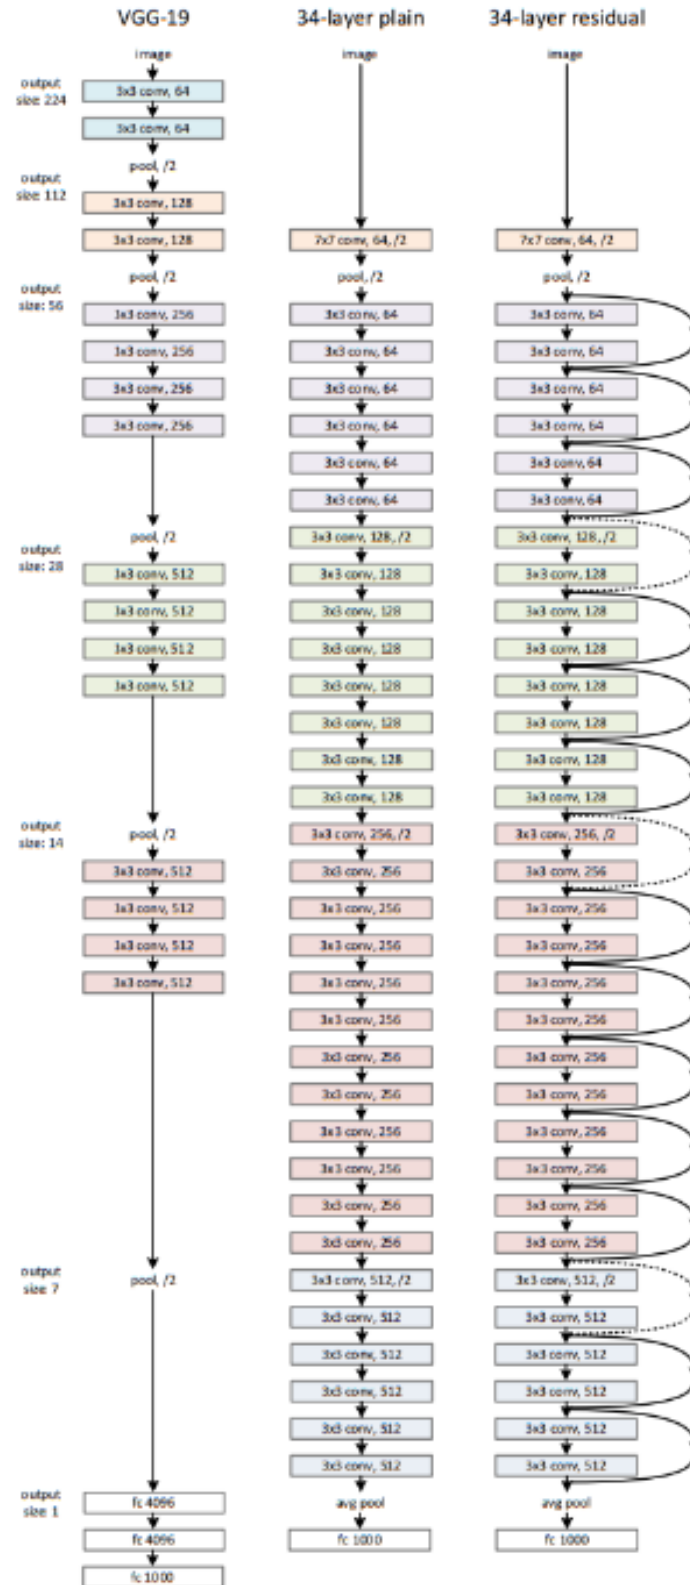 VGG-19
image
output
size: 224
3x3 conv, 64
3x3 conv, 64
pool, /2
output
size: 112
3x3 conv, 128
3x3 conv, 128
pool, /2
output
size: 56
3x3 conv, 256
3x3 conv, 256
3x3 conv, 256
3x3 conv, 256
pool, /2
output
size: 28
3x3 conv, 512
3x3 conv, 512
3x3 conv, 512
3x3 conv, 512
pool, /2
output
size: 14
3x3 conv, 512
3x3 conv, 512
3x3 conv, 512
3x3 conv, 512
pool, /2
output
size: 7
output
size: 1
fc 4096
fc 4096
fc 1000
34-layer plain
image
7x7 conv, 64, /2
pool, /2
3x3 conv, 64
3x3 conv, 64
3x3 conv, 64
3x3 conv, 64
3x3 conv, 64
3x3 conv, 64
3x3 conv, 128, /2
3x3 conv, 128
3x3 conv, 128
3x3 conv, 128
3x3 conv, 128
3x3 conv, 128
3x3 conv, 128
3x3 conv, 128
3x3 conv, 256, /2
3x3 conv, 256
3x3 conv, 256
3x3 conv, 256
3x3 conv, 256
3x3 conv, 256
3x3 conv, 256
3x3 conv, 256
3x3 conv, 256
3x3 conv, 256
3x3 conv, 256
3x3 conv, 256
3x3 conv, 512, /2
3x3 conv, 512
3x3 conv, 512
3x3 conv, 512
3x3 conv, 512
3x3 conv, 512
avg pool
fc 1000
34-layer residual
image
7x7 conv, 64, /2
pool, /2
3x3 conv, 64
3x3 conv, 64
3x3 conv, 64
3x3 conv, 64
3x3 conv, 64
3x3 conv, 64
3x3 conv, 128, /2
3x3 conv, 128
3x3 conv, 128
3x3 conv, 128
3x3 conv, 128
3x3 conv, 128
3x3 conv, 128
3x3 conv, 128
3x3 conv, 256, /2
3x3 conv, 256
3x3 conv, 256
3x3 conv, 256
3x3 conv, 256
3x3 conv, 256
3x3 conv, 256
3x3 conv, 256
3x3 conv, 256
3x3 conv, 256
3x3 conv, 256
3x3 conv, 256
3x3 conv, 512, /2
3x3 conv, 512
3x3 conv, 512
3x3 conv, 512
3x3 conv, 512
3x3 conv, 512
avg pool
fc 1000